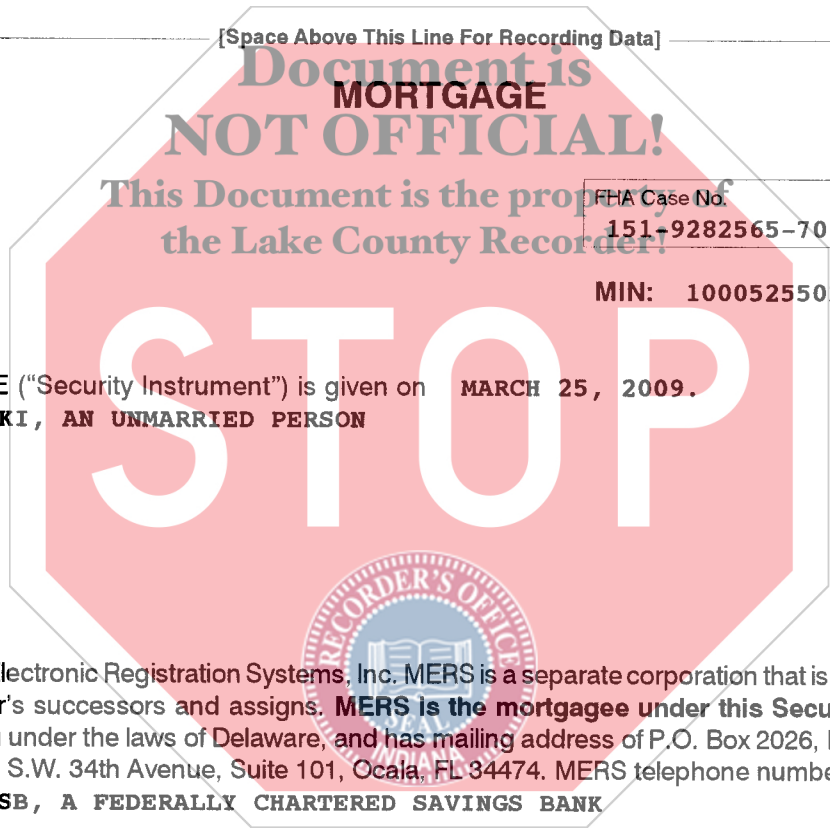 [Space Above This Line For Recording Data]
Document is
MORTGAGE
NOT OFFICIAL!
This Document is the property of
the Lake County Recorder!
FHA Case No.
151-9282565-70
MIN: 100052550
STOP
E (“Security Instrument”) is given on MARCH 25, 2009.
KI, AN UNMARRIED PERSON
RECORDER'S OFFICE
SEAL
INDIANA
lectronic Registration Systems, Inc. MERS is a separate corporation that is
r's successors and assigns. MERS is the mortgagee under this Secu
under the laws of Delaware, and has mailing address of P.O. Box 2026,
S.W. 34th Avenue, Suite 101, Ocala, FL 34474. MERS telephone numbe
SB, A FEDERALLY CHARTERED SAVINGS BANK